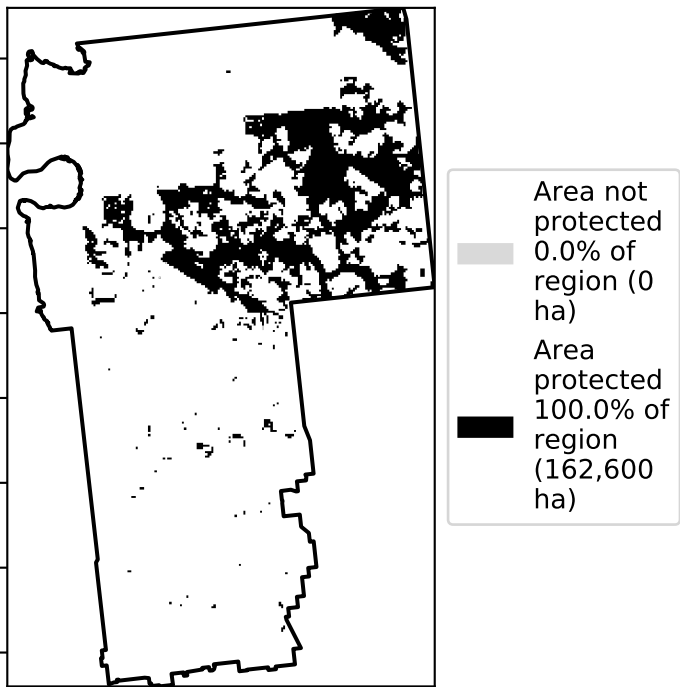 Area not
protected
0.0% of
region (0
ha)
Area
protected
100.0% of
region
(162,600
ha)